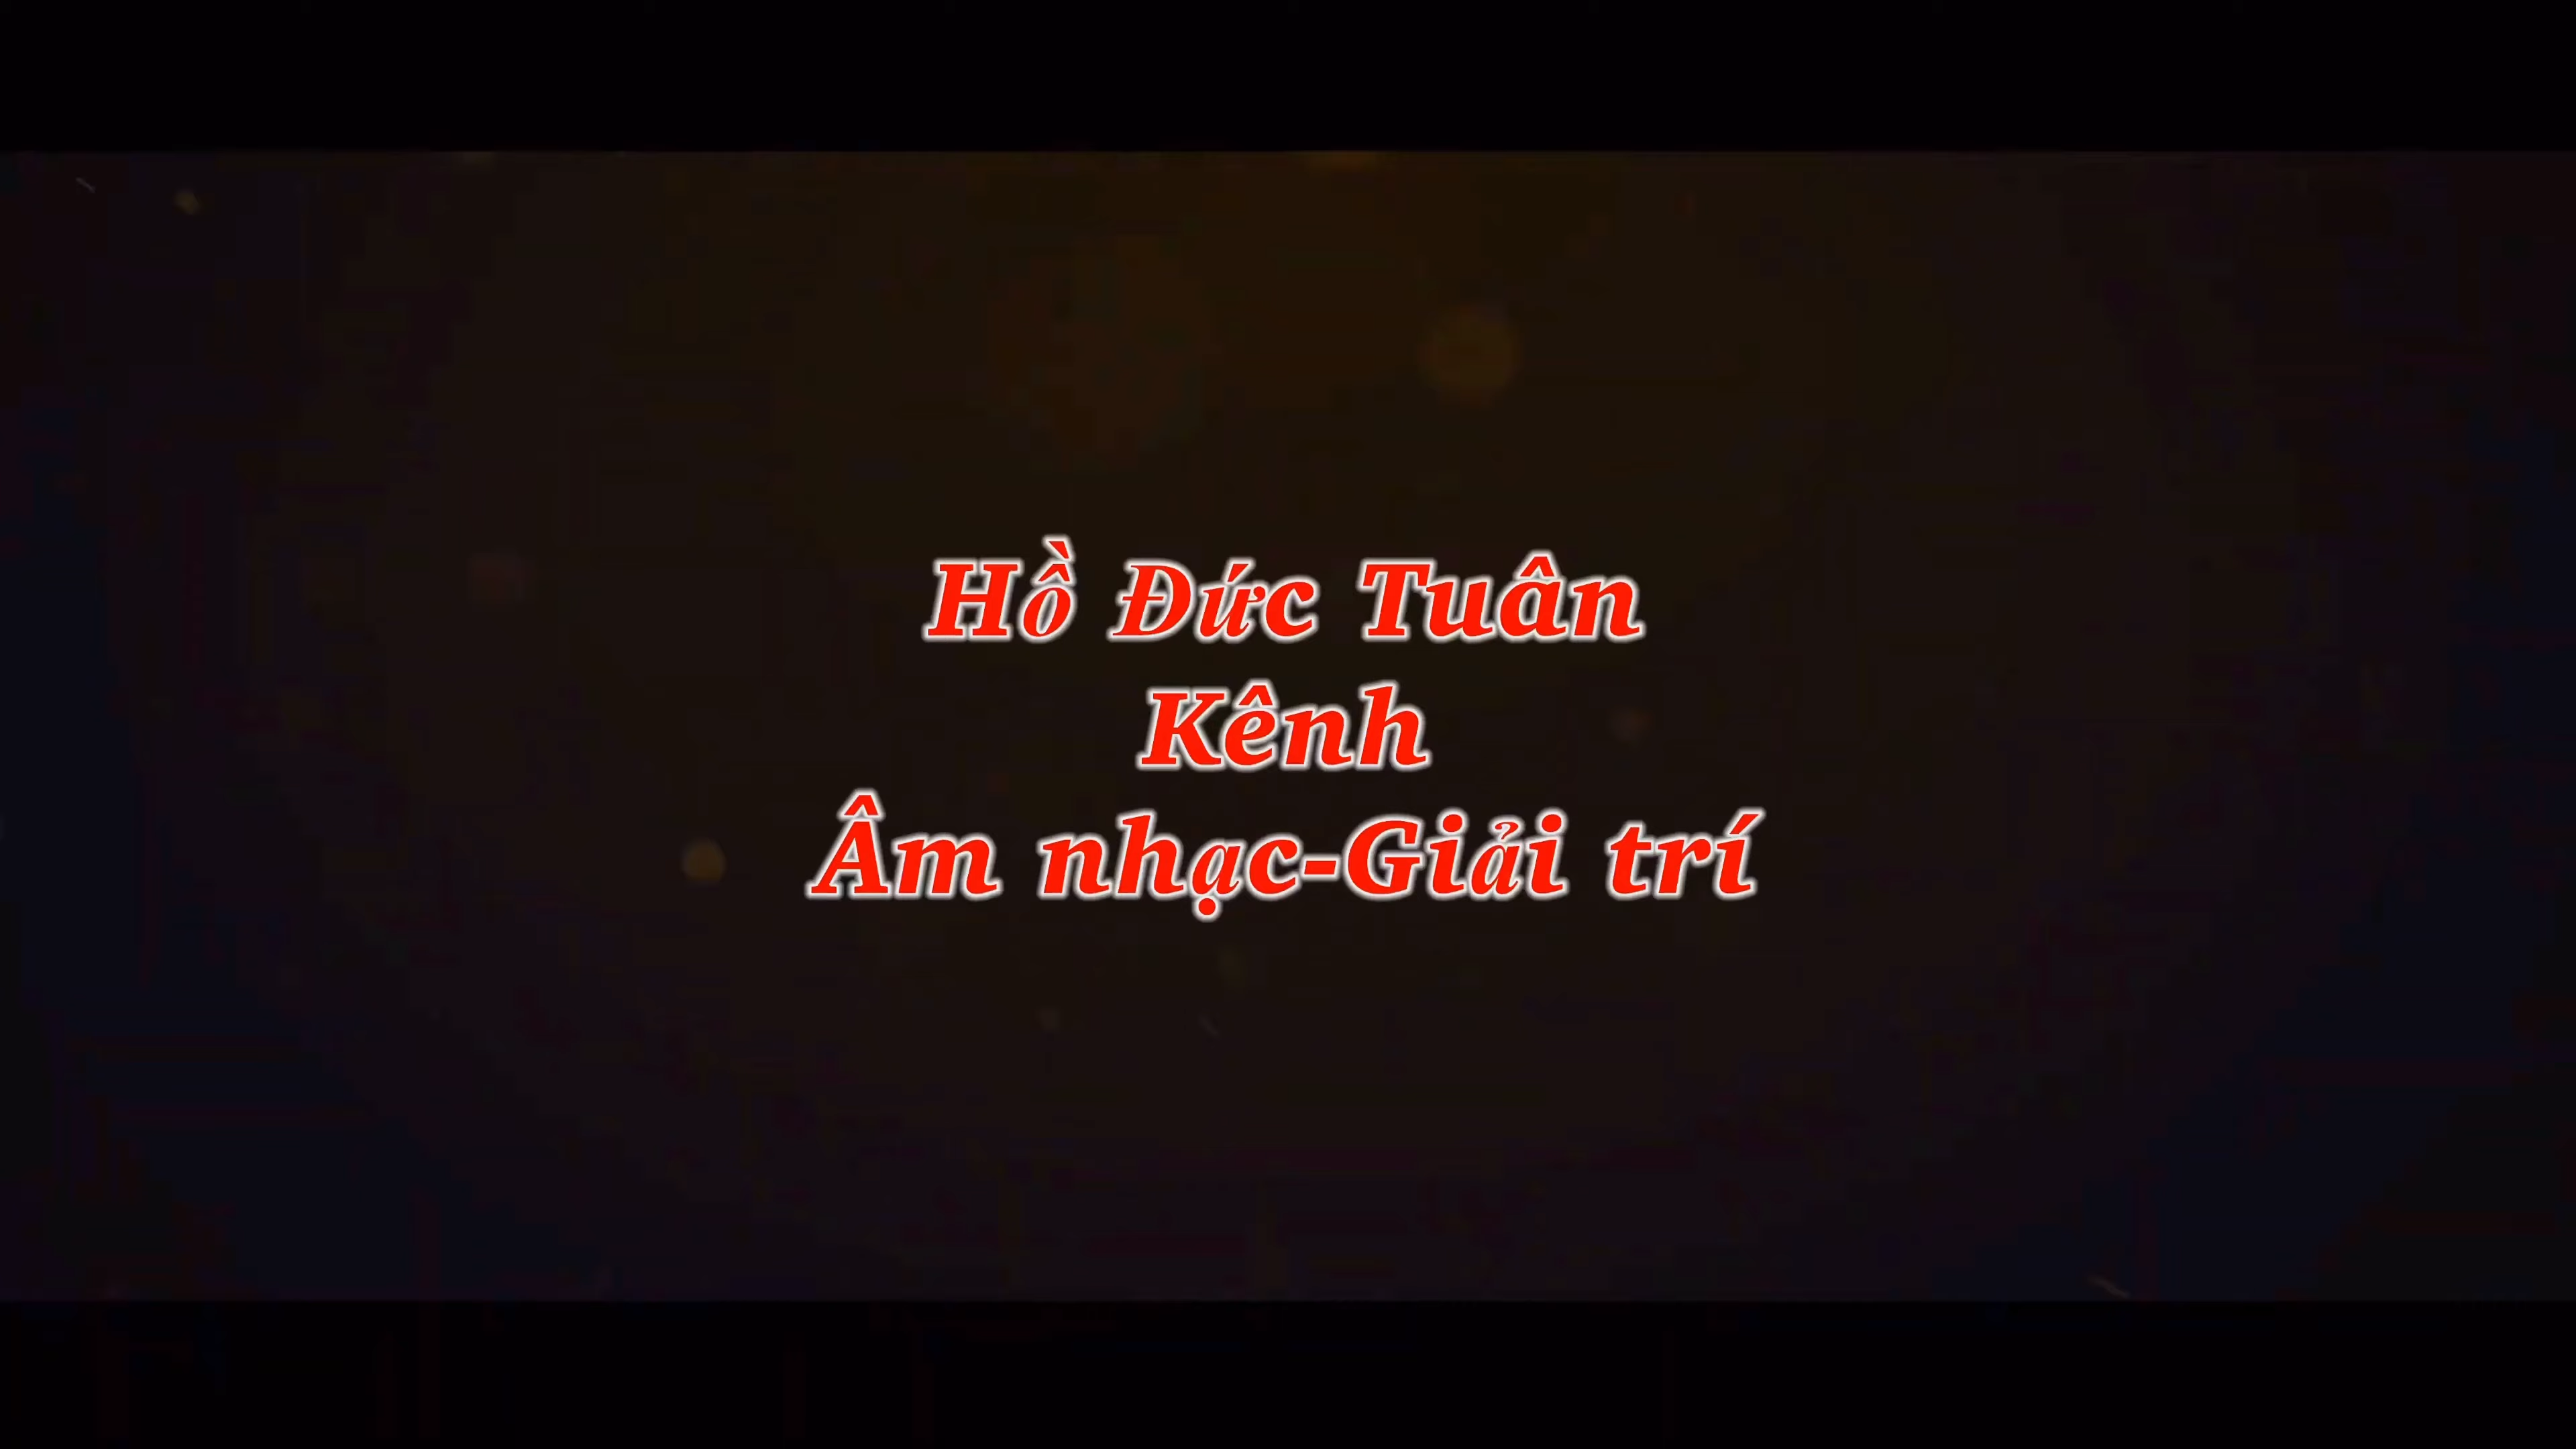 Hồ Đức Tuân
Kênh
Âm nhạc-Giải trí